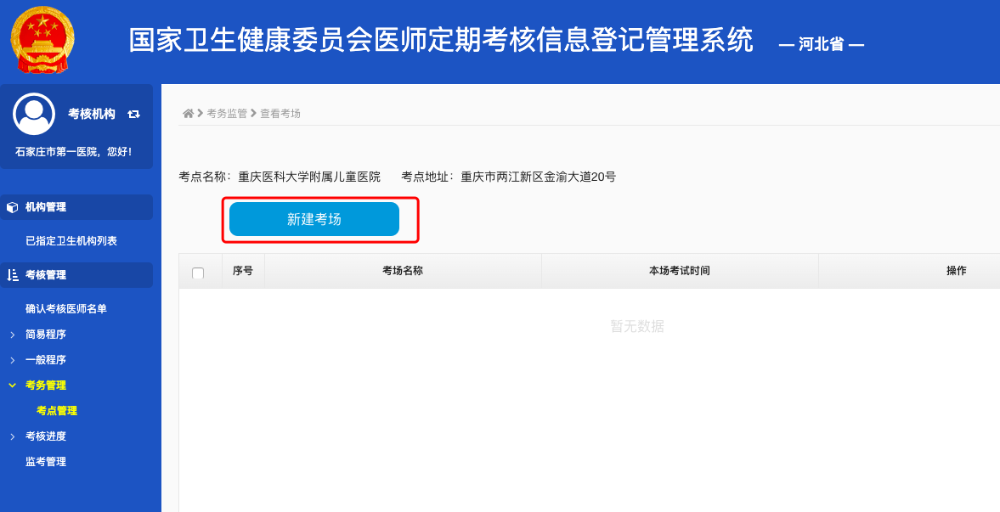 国家卫生健康委员会医师定期考核信息登记管理系统 — 河北省 —
考核机构
石家庄市第一医院，您好！
机构管理
已指定卫生机构列表
考核管理
确认考核医师名单
简易程序
一般程序
考务管理
考点管理
考核进度
监考管理
考务监管 查看考场
考点名称：重庆医科大学附属儿童医院 考点地址：重庆市两江新区金渝大道20号
新建考场
序号 考场名称 本场考试时间 操作
暂无数据